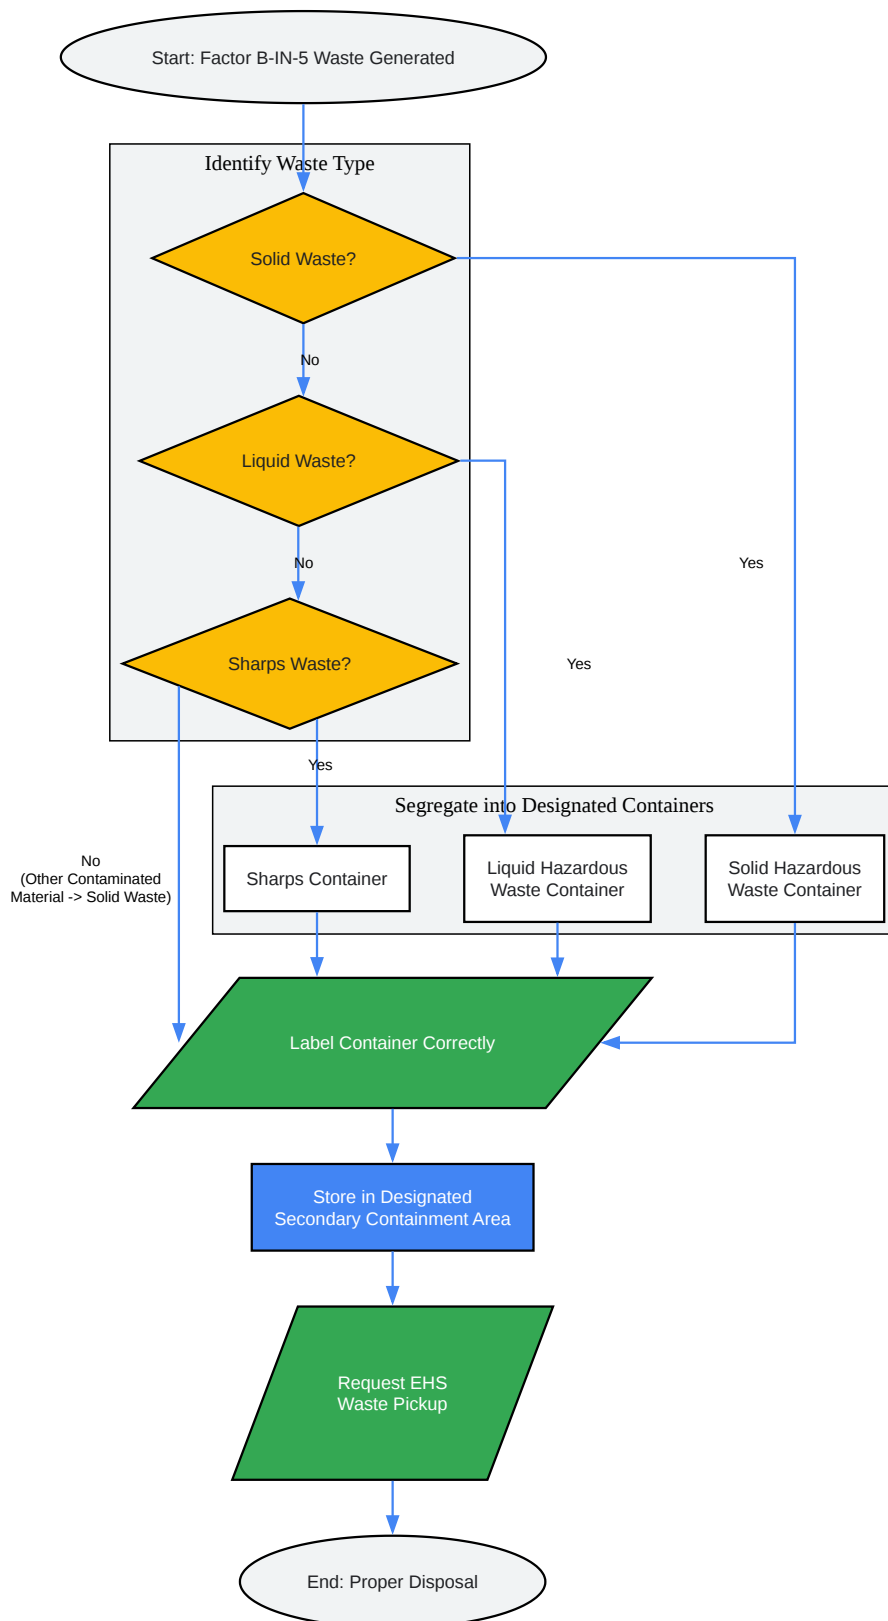 Start: Factor B-IN-5 Waste Generated
Identify Waste Type
Solid Waste?
No
Liquid Waste?
No
Yes
Sharps Waste?
Yes
Yes
Segregate into Designated Containers
No
(Other Contaminated
Material -> Solid Waste)
Sharps Container
Liquid Hazardous
Waste Container
Solid Hazardous
Waste Container
Label Container Correctly
Store in Designated
Secondary Containment Area
Request EHS
Waste Pickup
End: Proper Disposal